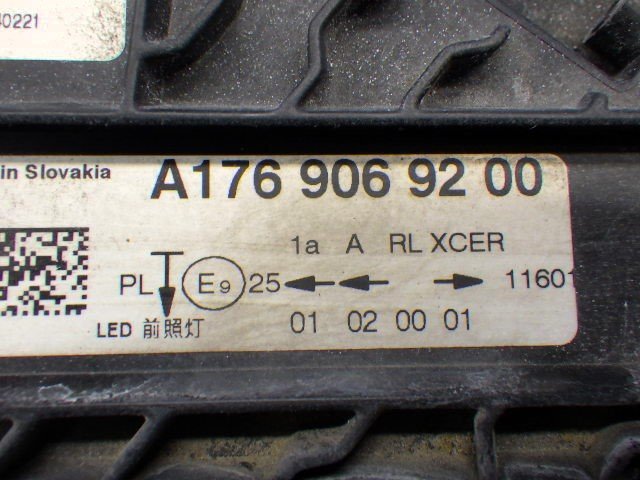 40221
in Slovakia
A176 906 92 00
1a A RL XCER
PL E9 25 11601
LED 前照灯
01 02 00 01